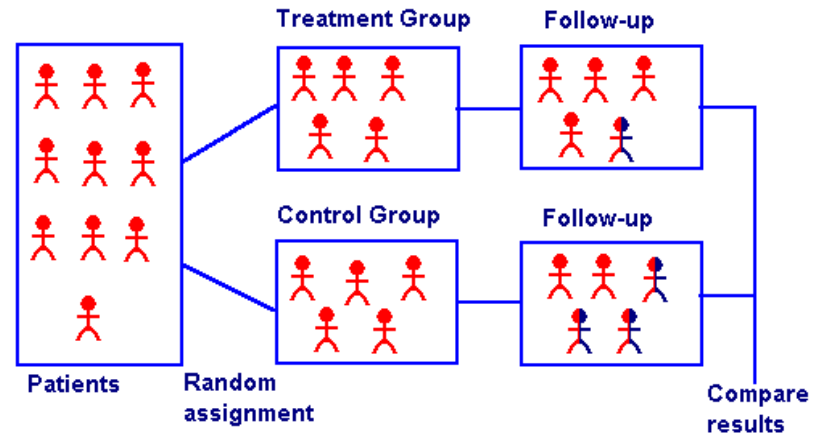 Treatment Group
Follow-up
Control Group
Follow-up
Patients
Random
assignment
Compare
results